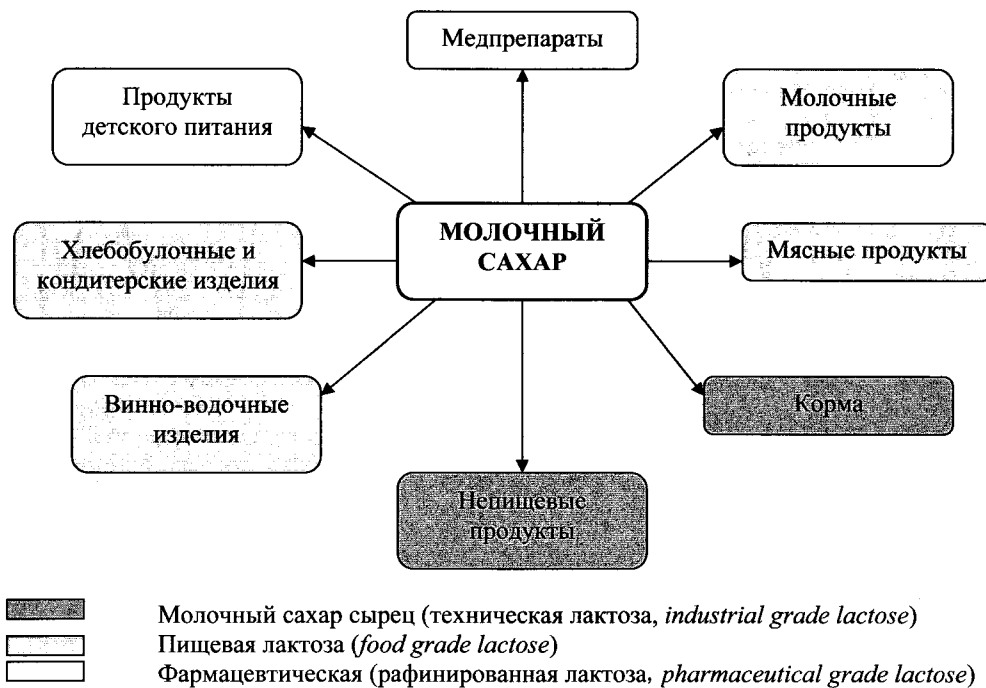 Медпрепараты
Продукты
детского питания
Молочные
продукты
МОЛОЧНЫЙ
САХАР
Хлебобулочные и
кондитерские изделия
Мясные продукты
Винно-водочные
изделия
Корма
Непищевые
продукты
Молочный сахар сырец (техническая лактоза, industrial grade lactose)
Пищевая лактоза (food grade lactose)
Фармацевтическая (рафинированная лактоза, pharmaceutical grade lactose)